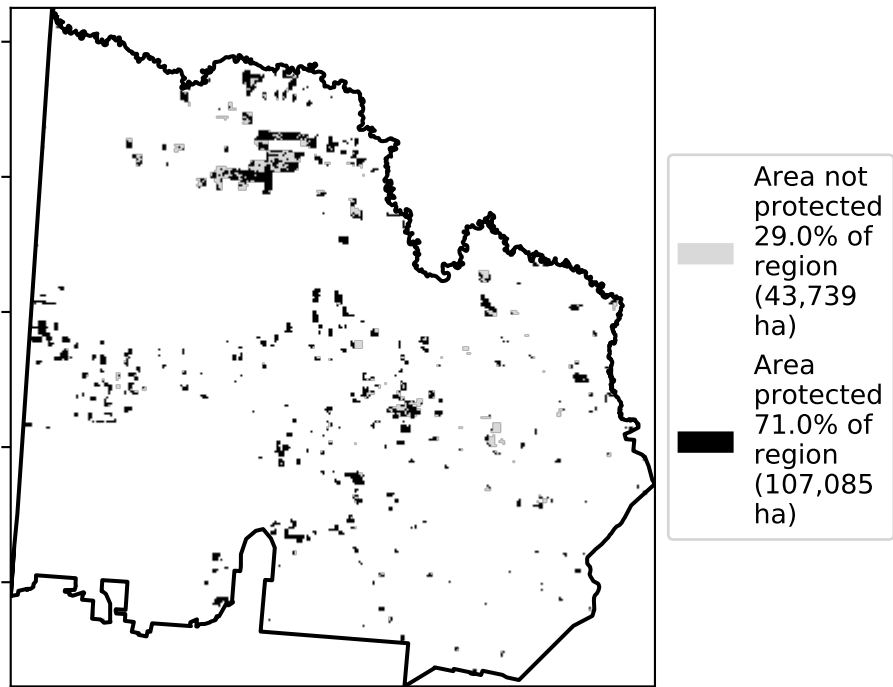 Area not
protected
29.0% of
region
(43,739
ha)
Area
protected
71.0% of
region
(107,085
ha)